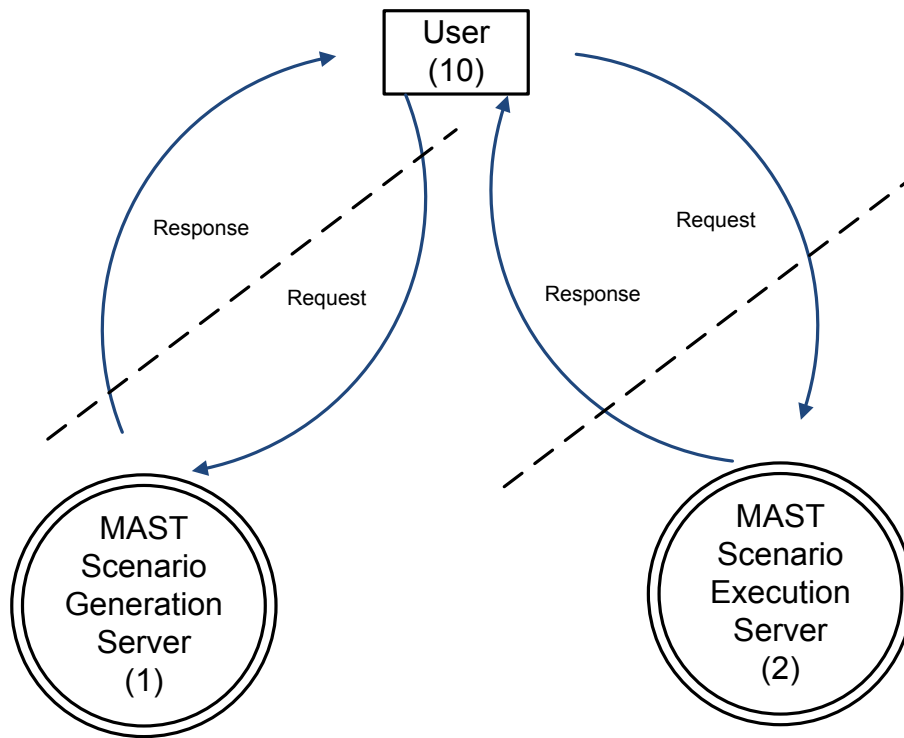 User
(10)
Response
Request
Request
Response
MAST
Scenario
Generation
Server
(1)
MAST
Scenario
Execution
Server
(2)